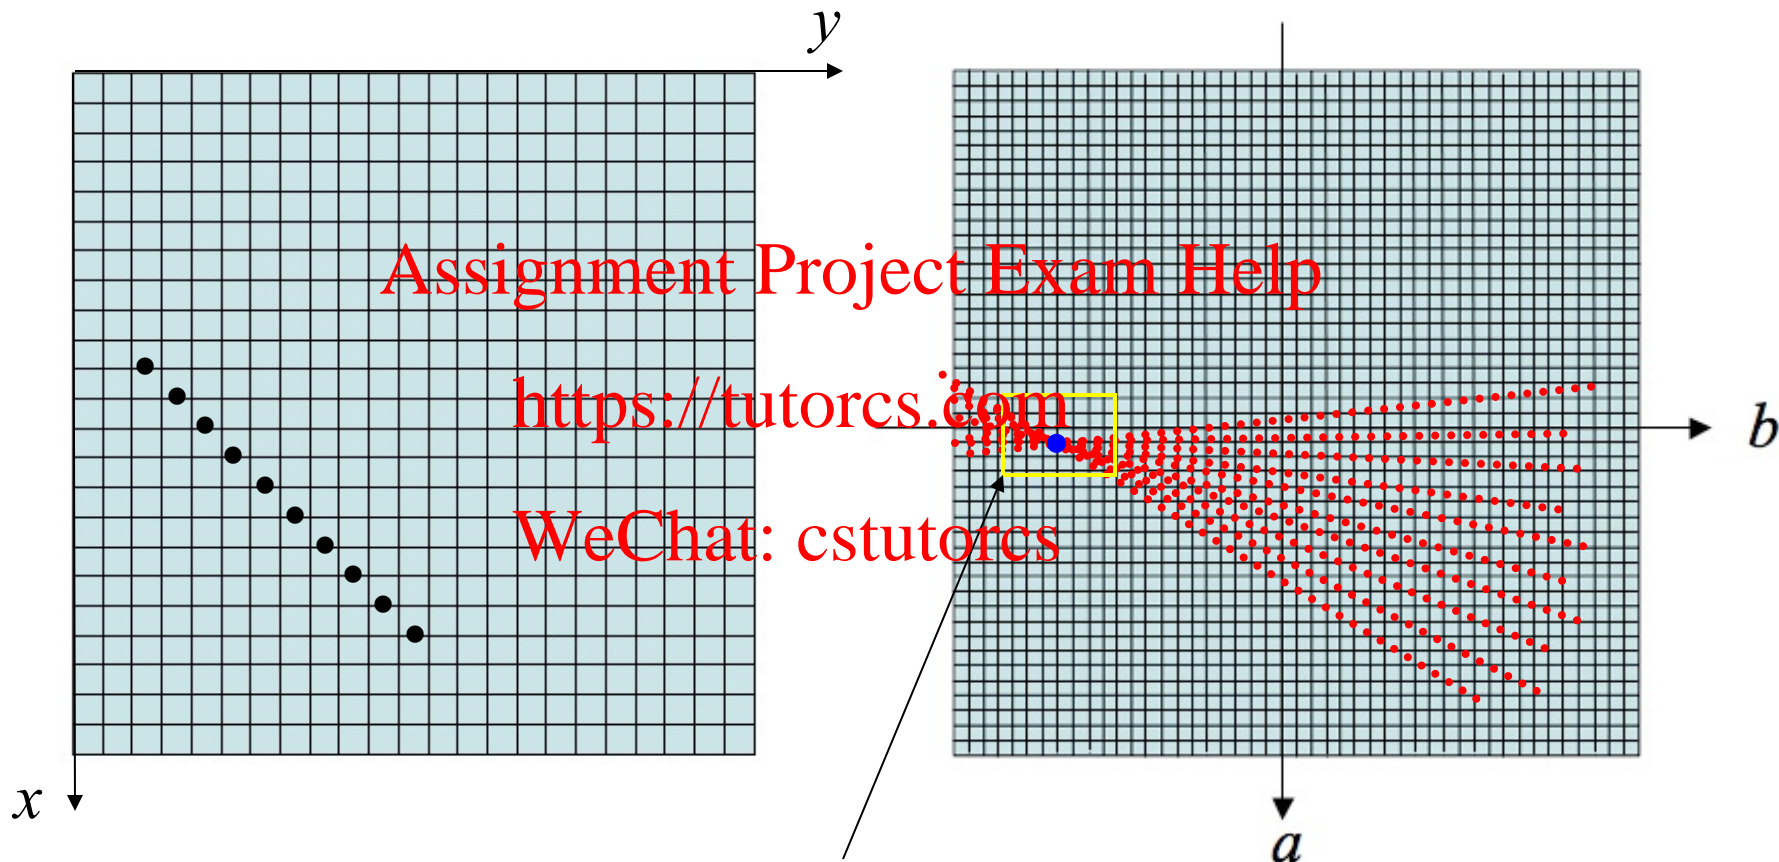 y
Assignment Project Exam Help
https://tutorcs.com
b
WeChat: cstutorcs
x
a